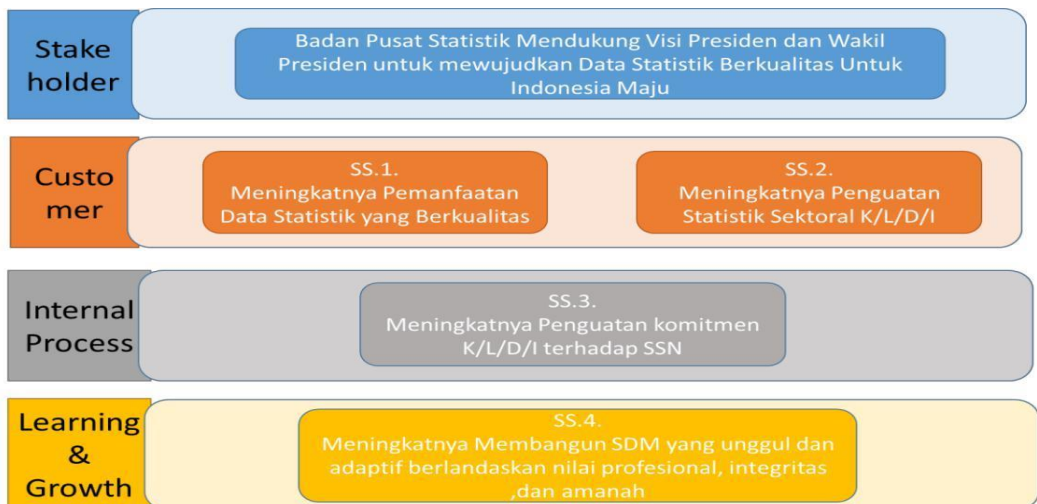 Stake
holder
Badan Pusat Statistik Mendukung Visi Presiden dan Wakil
Presiden untuk mewujudkan Data Statistik Berkualitas Untuk
Indonesia Maju
Custo
mer
SS.1.
Meningkatnya Pemanfaatan
Data Statistik yang Berkualitas
SS.2.
Meningkatnya Penguatan
Statistik Sektoral K/L/D/I
Internal
Process
SS.3.
Meningkatnya Penguatan komitmen
K/L/D/I terhadap SSN
Learning
&
Growth
SS.4.
Meningkatnya Membangun SDM yang unggul dan
adaptif berlandaskan nilai profesional, integritas
,dan amanah